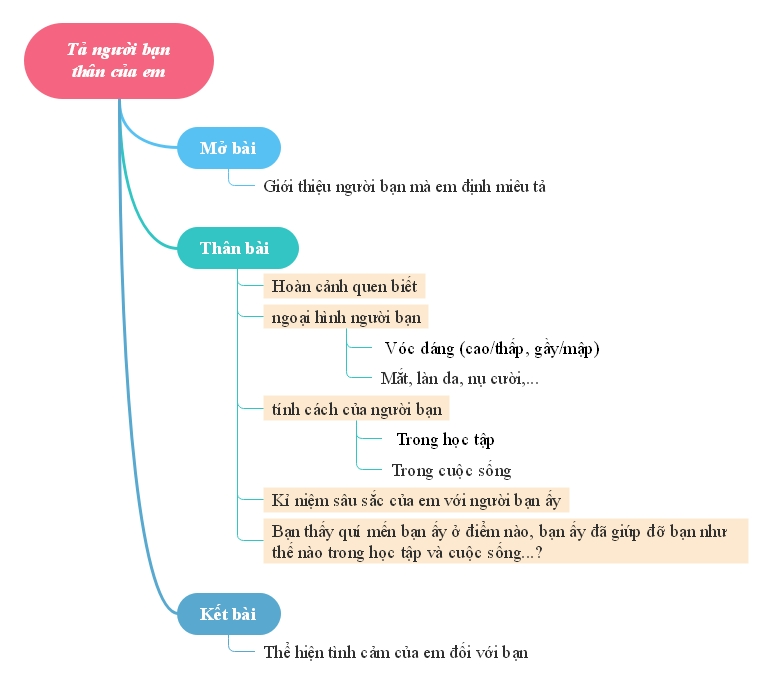 Tả người bạn
thân của em
Mở bài
Giới thiệu người bạn mà em định miêu tả
Thân bài
Hoàn cảnh quen biết
ngoại hình người bạn
Vóc dáng (cao/thấp, gầy/mập)
Mắt, làn da, nụ cười,...
tính cách của người bạn
Trong học tập
Trong cuộc sống
Kỉ niệm sâu sắc của em với người bạn ấy
Bạn thấy quí mến bạn ấy ở điểm nào, bạn ấy đã giúp đỡ bạn như
thế nào trong học tập và cuộc sống...?
Kết bài
Thể hiện tình cảm của em đối với bạn